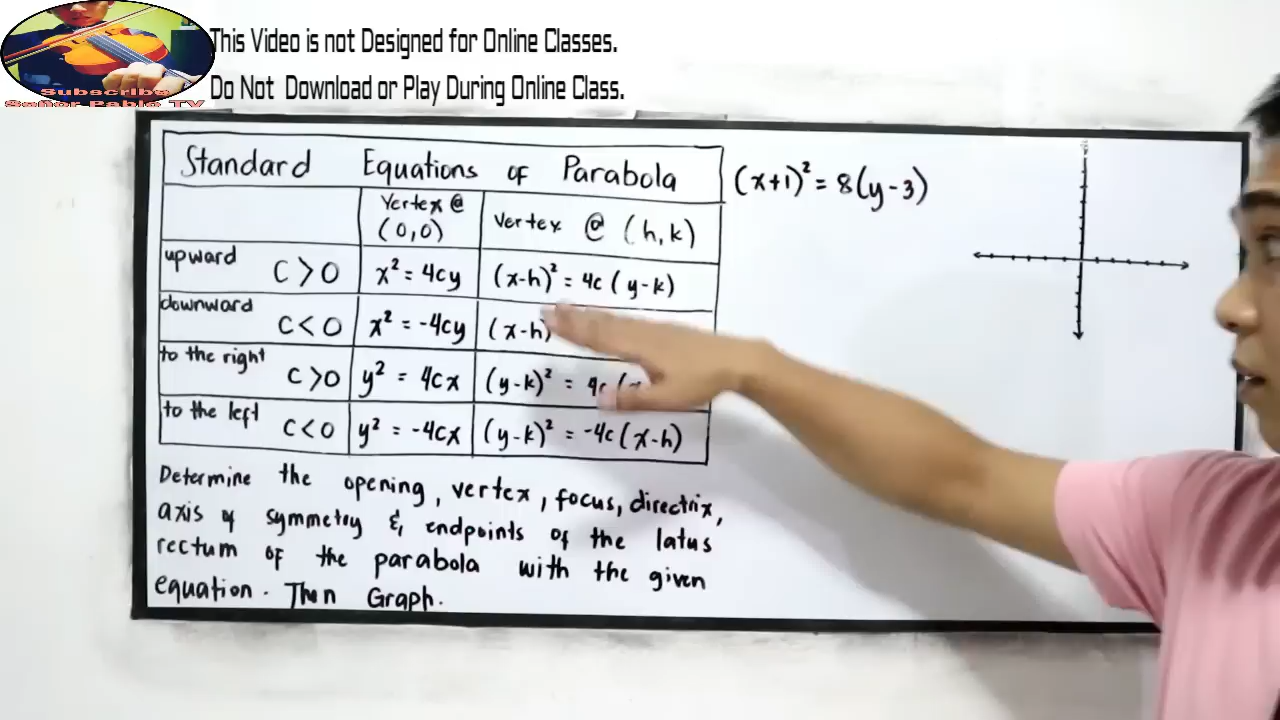 This Video is not Designed for Online Classes.
Do Not Download or Play During Online Class.
Subscribe
Señor Pablo TV
Standard Equations of Parabola
Vertex @ (0,0)
Vertex @ (h,k)
upward C > 0 x² = 4cy (x-h)² = 4c (y-k)
downward C < 0 x² = -4cy (x-h)
to the right C > 0 y² = 4cx (y-k)² = 4c
to the left C < 0 y² = -4cx (y-k)² = -4c (x-h)
Determine the opening, vertex, focus, directrix,
axis of symmetry & endpoints of the latus
rectum of the parabola with the given
equation. Then Graph.
(x+1)² = 8(y-3)